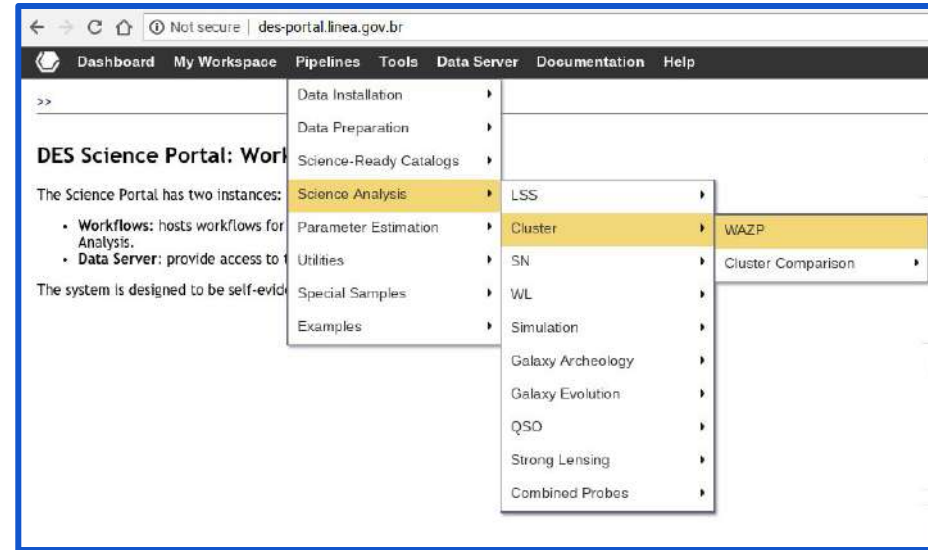 Not secure | des-portal.linea.gov.br
Dashboard My Workspace Pipelines Tools Data Server Documentation Help
>>
Data Installation
Data Preparation
Science-Ready Catalogs
Science Analysis
Parameter Estimation
Utilities
Special Samples
Examples
LSS
Cluster
SN
WL
Simulation
Galaxy Archeology
Galaxy Evolution
QSO
Strong Lensing
Combined Probes
WAZP
Cluster Comparison
DES Science Portal:
The Science Portal has two instances:
• Workflows: hosts workflows for
Analysis.
• Data Server: provide access to
The system is designed to be